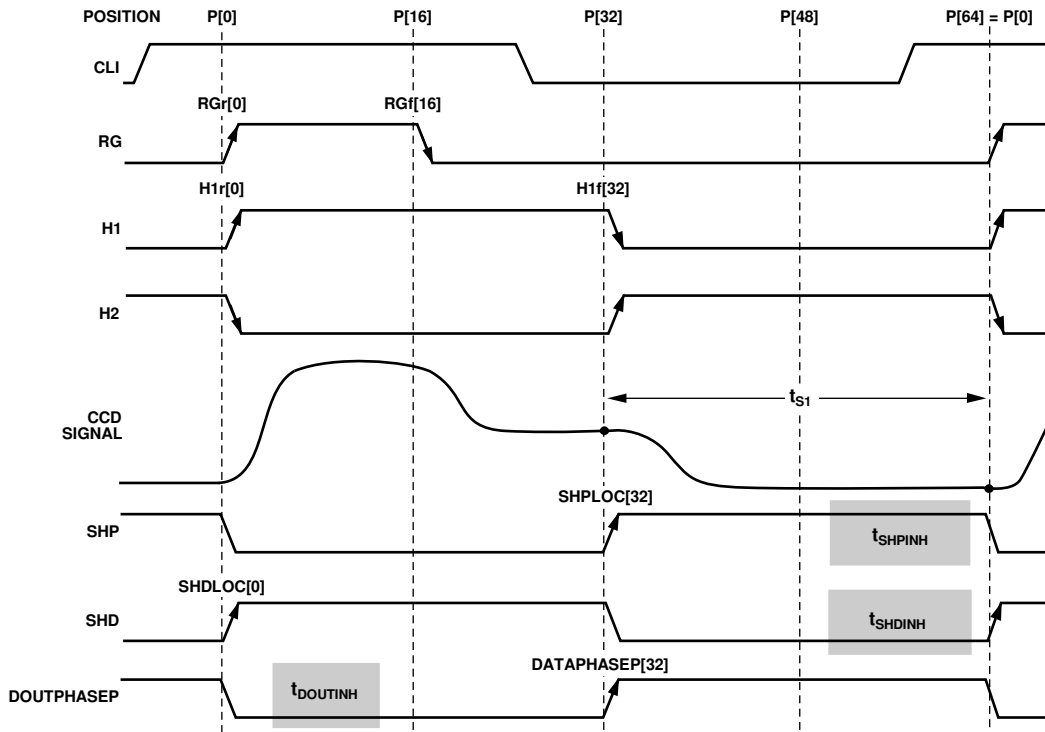 POSITION P[0] P[16] P[32] P[48] P[64] = P[0]
CLI
RGr[0] RGf[16]
RG
H1r[0] H1f[32]
H1
H2
tS1
CCD
SIGNAL
SHPLOC[32]
SHP tSHPINH
SHDLOC[0]
SHD tSHDINH
DATAPHASEP[32]
DOUTPHASEP tDOUTINH